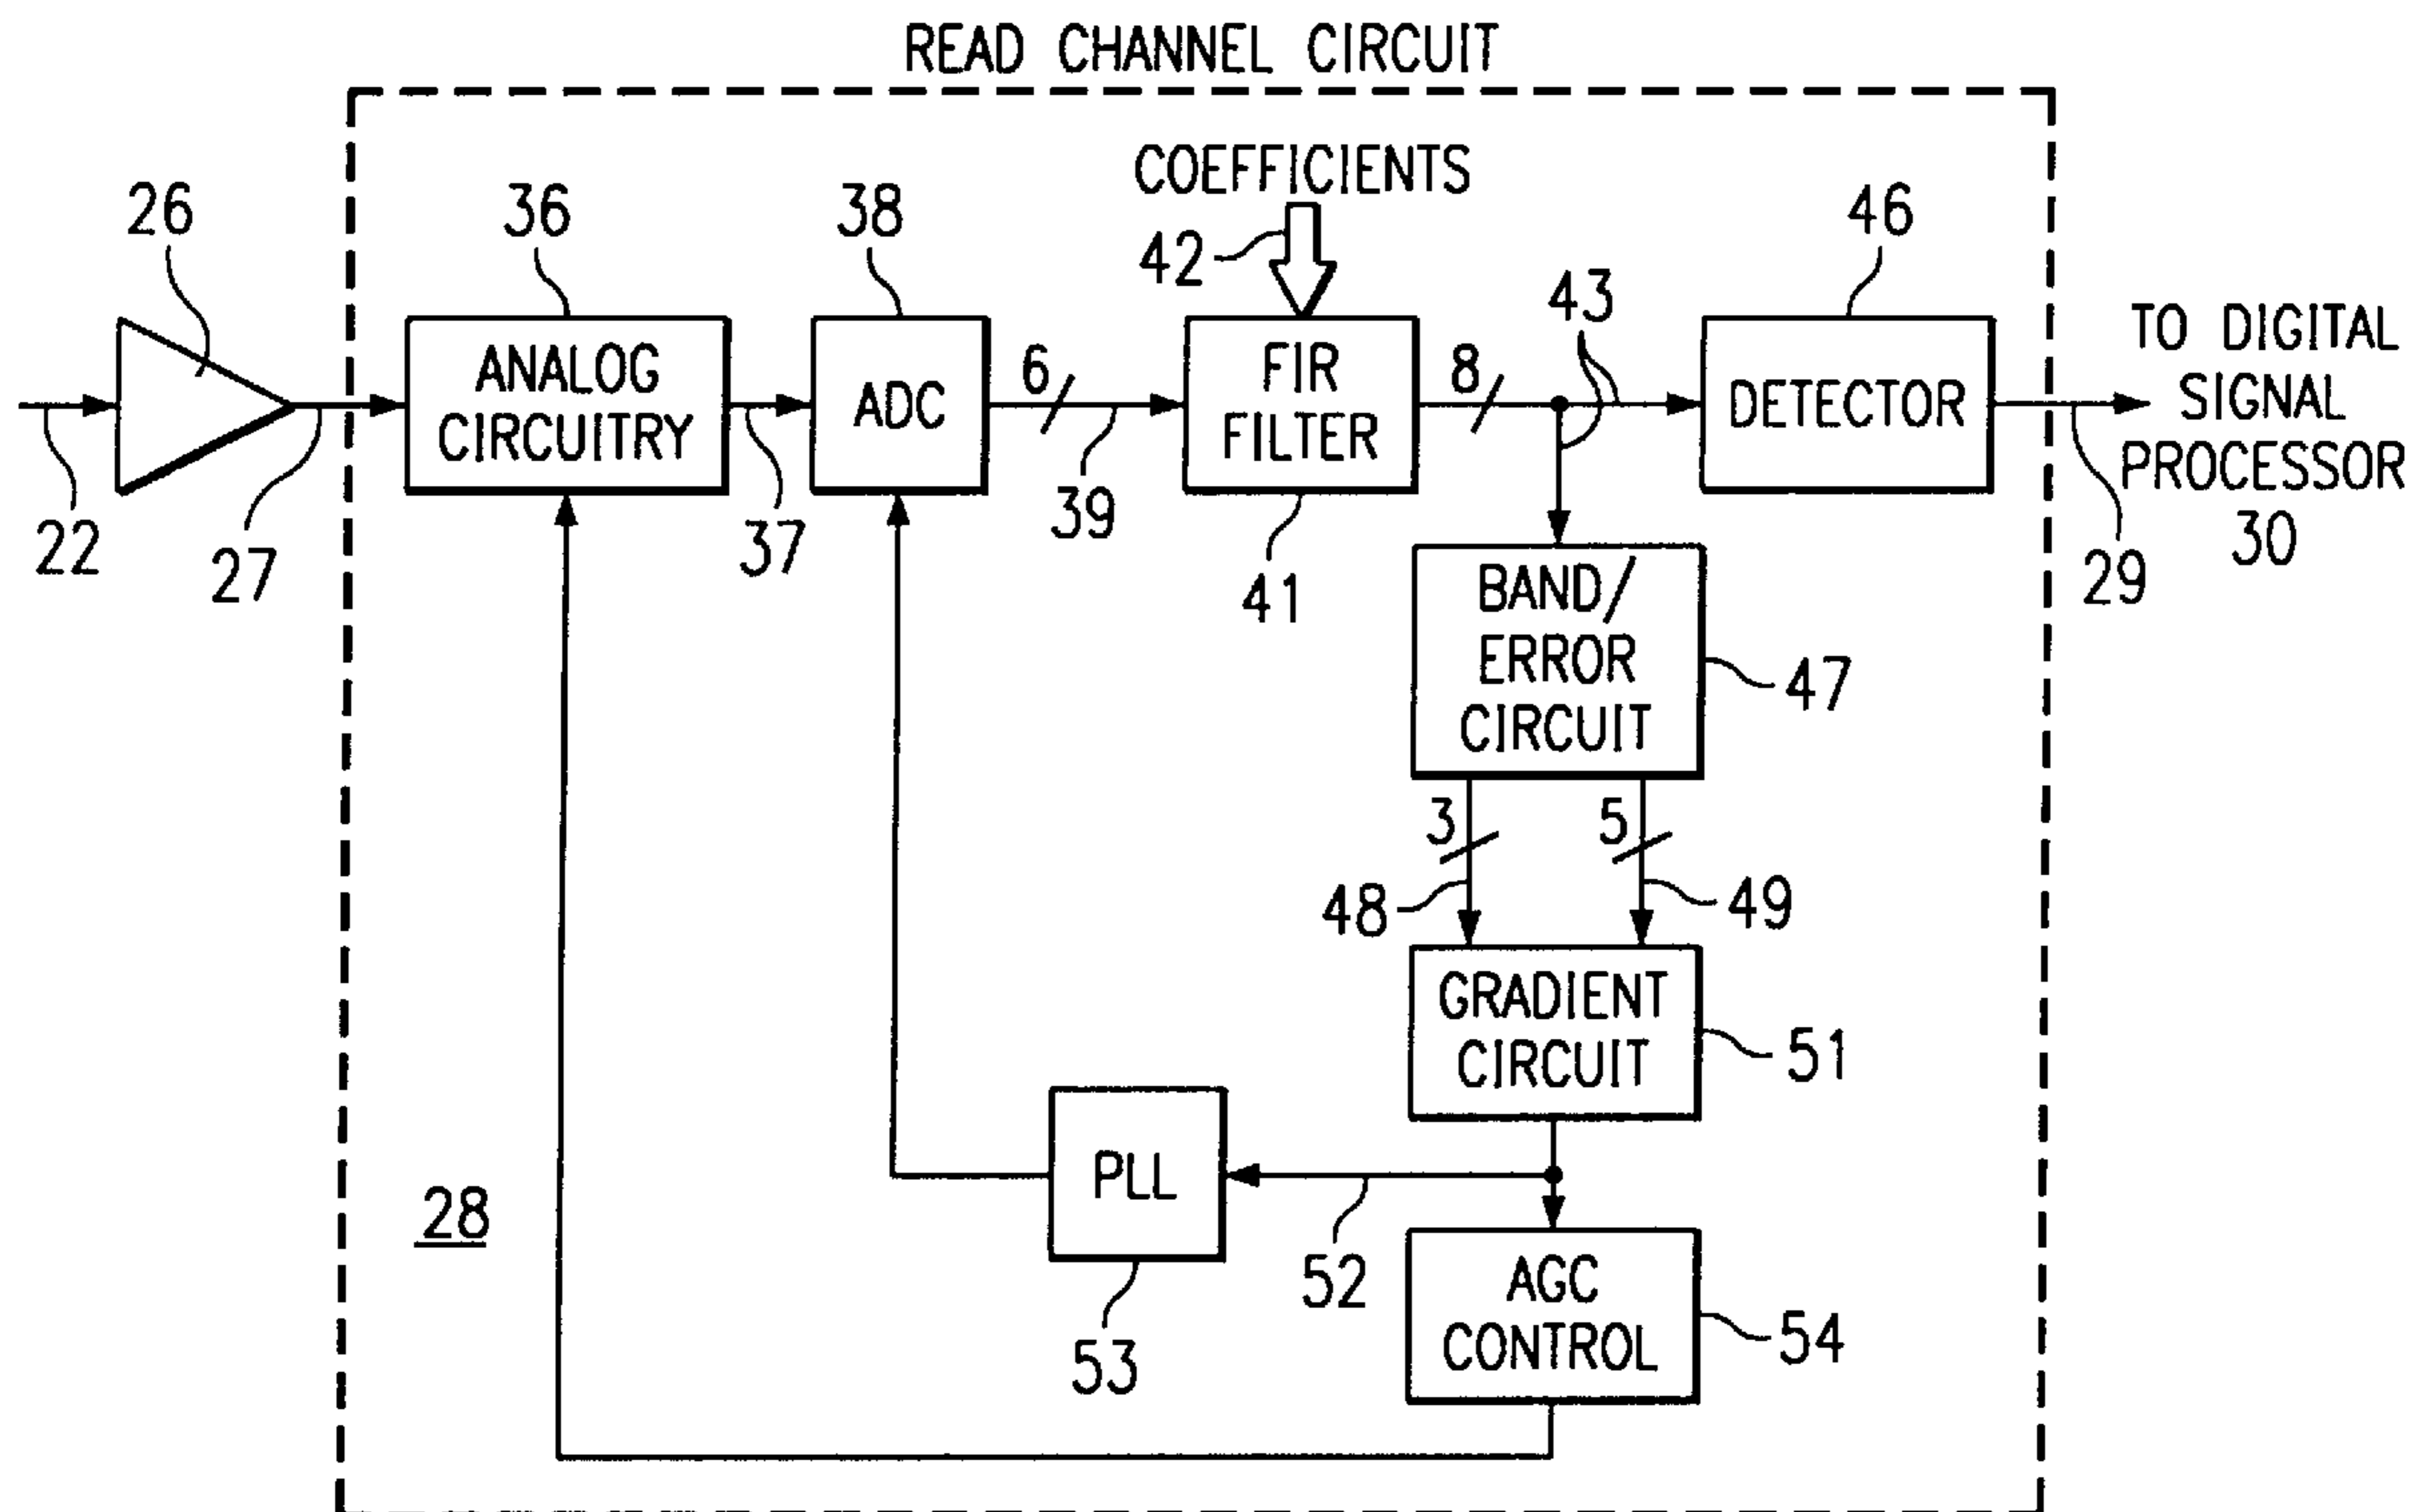 READ CHANNEL CIRCUIT
COEFFICIENTS
26
36
38
42
43
46
ANALOG
CIRCUITRY
ADC
6
FIR
FILTER
8
DETECTOR
TO DIGITAL
SIGNAL
PROCESSOR
30
22
27
37
39
41
29
BAND/
ERROR
CIRCUIT
47
3
5
48
49
GRADIENT
CIRCUIT
51
PLL
28
52
53
AGC
CONTROL
54